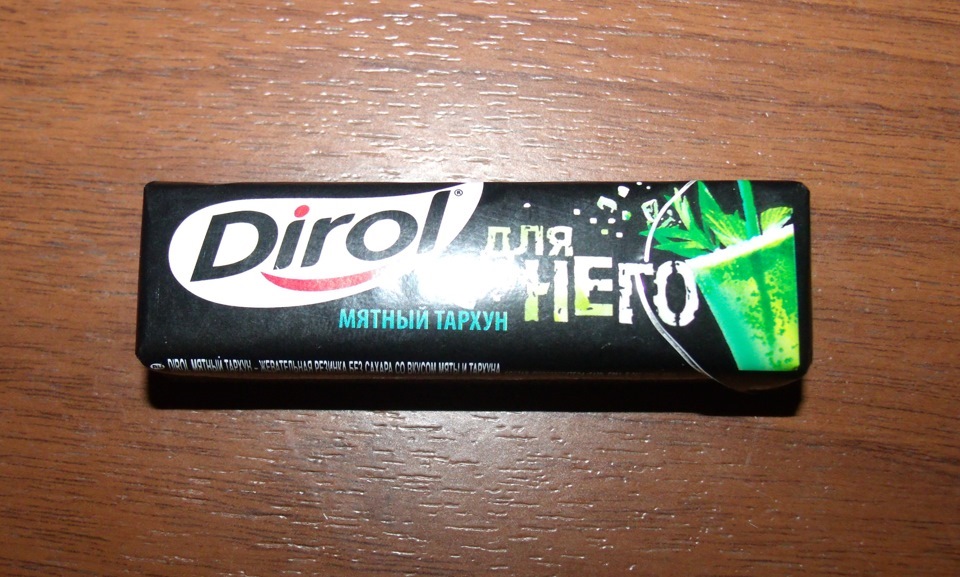 Dirol®
для
НЕГО
МЯТНЫЙ ТАРХУН
DIROL МЯТНЫЙ ТАРХУН – ЖЕВАТЕЛЬНАЯ РЕЗИНКА БЕЗ САХАРА СО ВКУСОМ МЯТЫ И ТАРХУНА